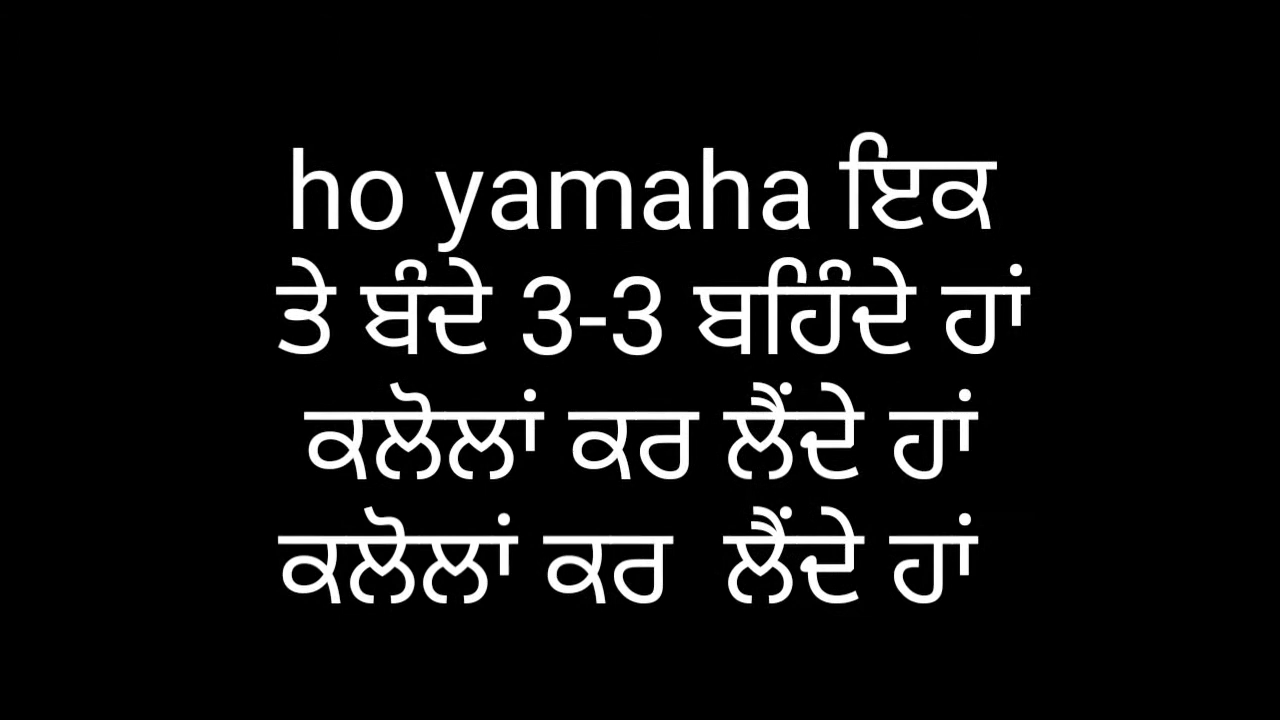 ho yamaha ਇਕ
ਤੇ ਬੰਦੇ 3-3 ਬਹਿੰਦੇ ਹਾਂ
ਕਲੋਲਾਂ ਕਰ ਲੈਂਦੇ ਹਾਂ
ਕਲੋਲਾਂ ਕਰ  ਲੈਂਦੇ ਹਾਂ